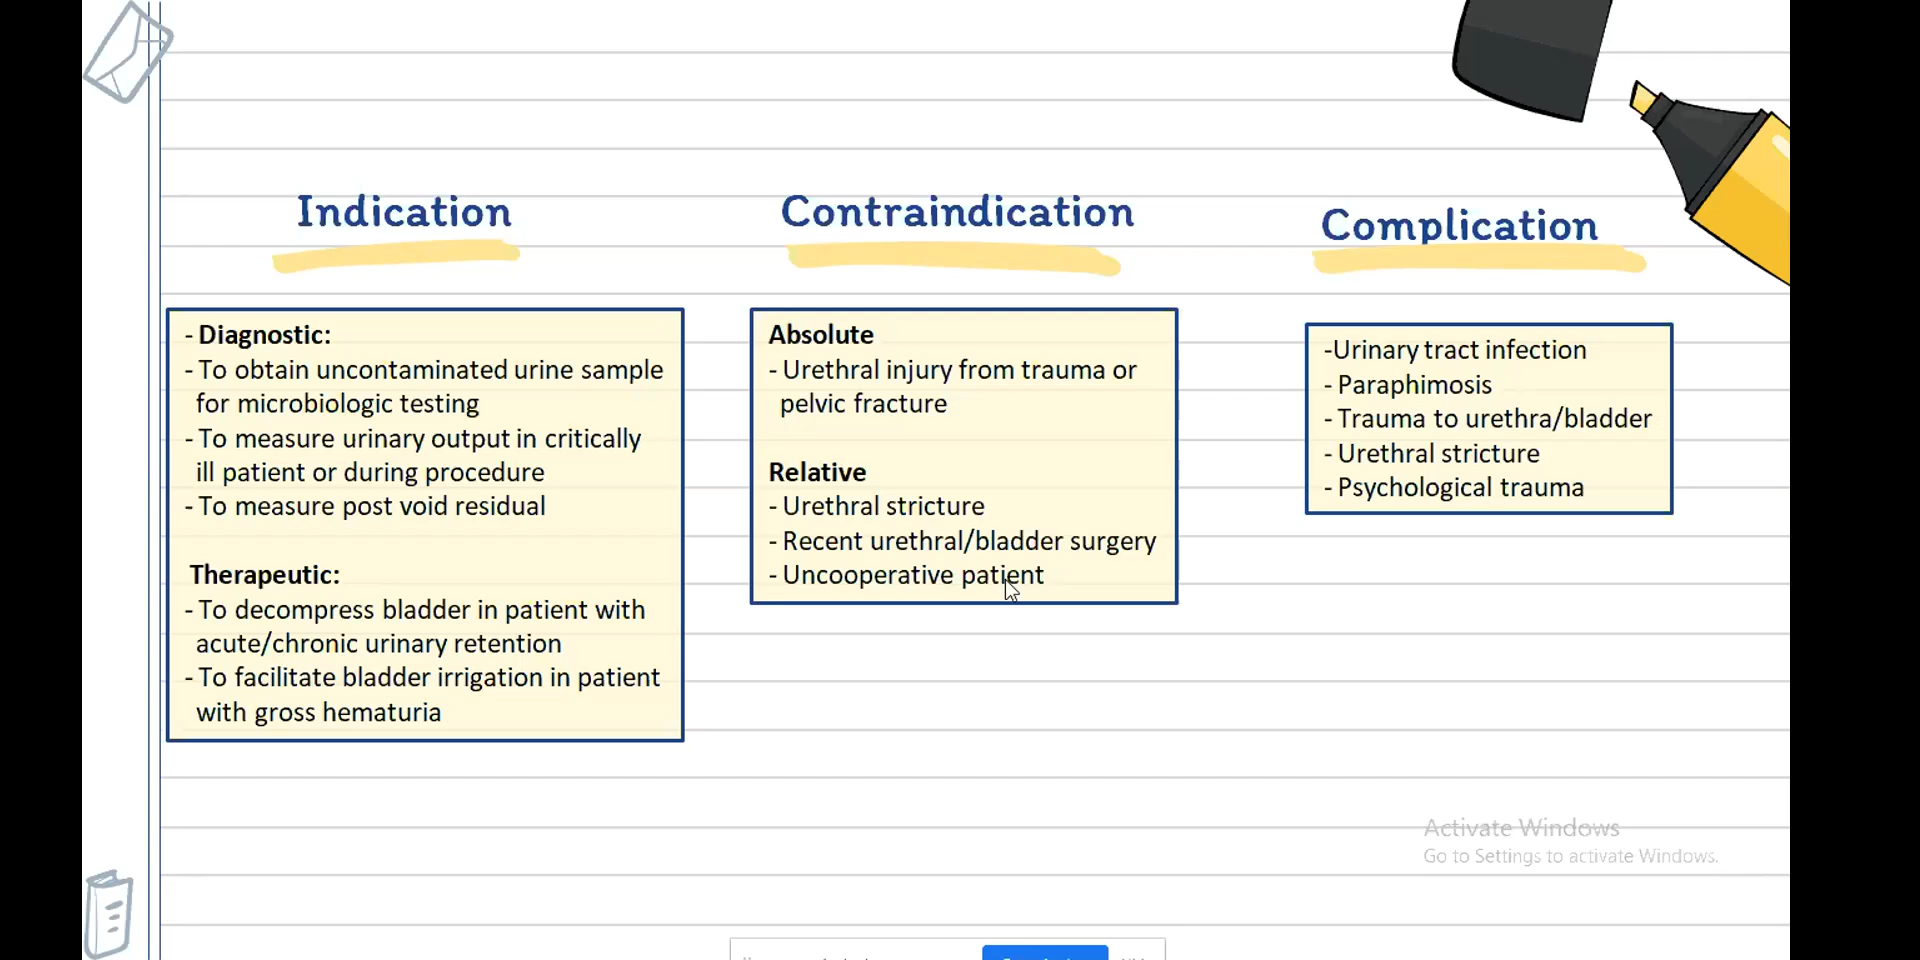 Indication
- Diagnostic:
- To obtain uncontaminated urine sample
for microbiologic testing
- To measure urinary output in critically
ill patient or during procedure
- To measure post void residual
Therapeutic:
- To decompress bladder in patient with
acute/chronic urinary retention
- To facilitate bladder irrigation in patient
with gross hematuria
Contraindication
Absolute
- Urethral injury from trauma or
pelvic fracture
Relative
- Urethral stricture
- Recent urethral/bladder surgery
- Uncooperative patient
Complication
-Urinary tract infection
- Paraphimosis
- Trauma to urethra/bladder
- Urethral stricture
- Psychological trauma
Activate Windows
Go to Settings to activate Windows.